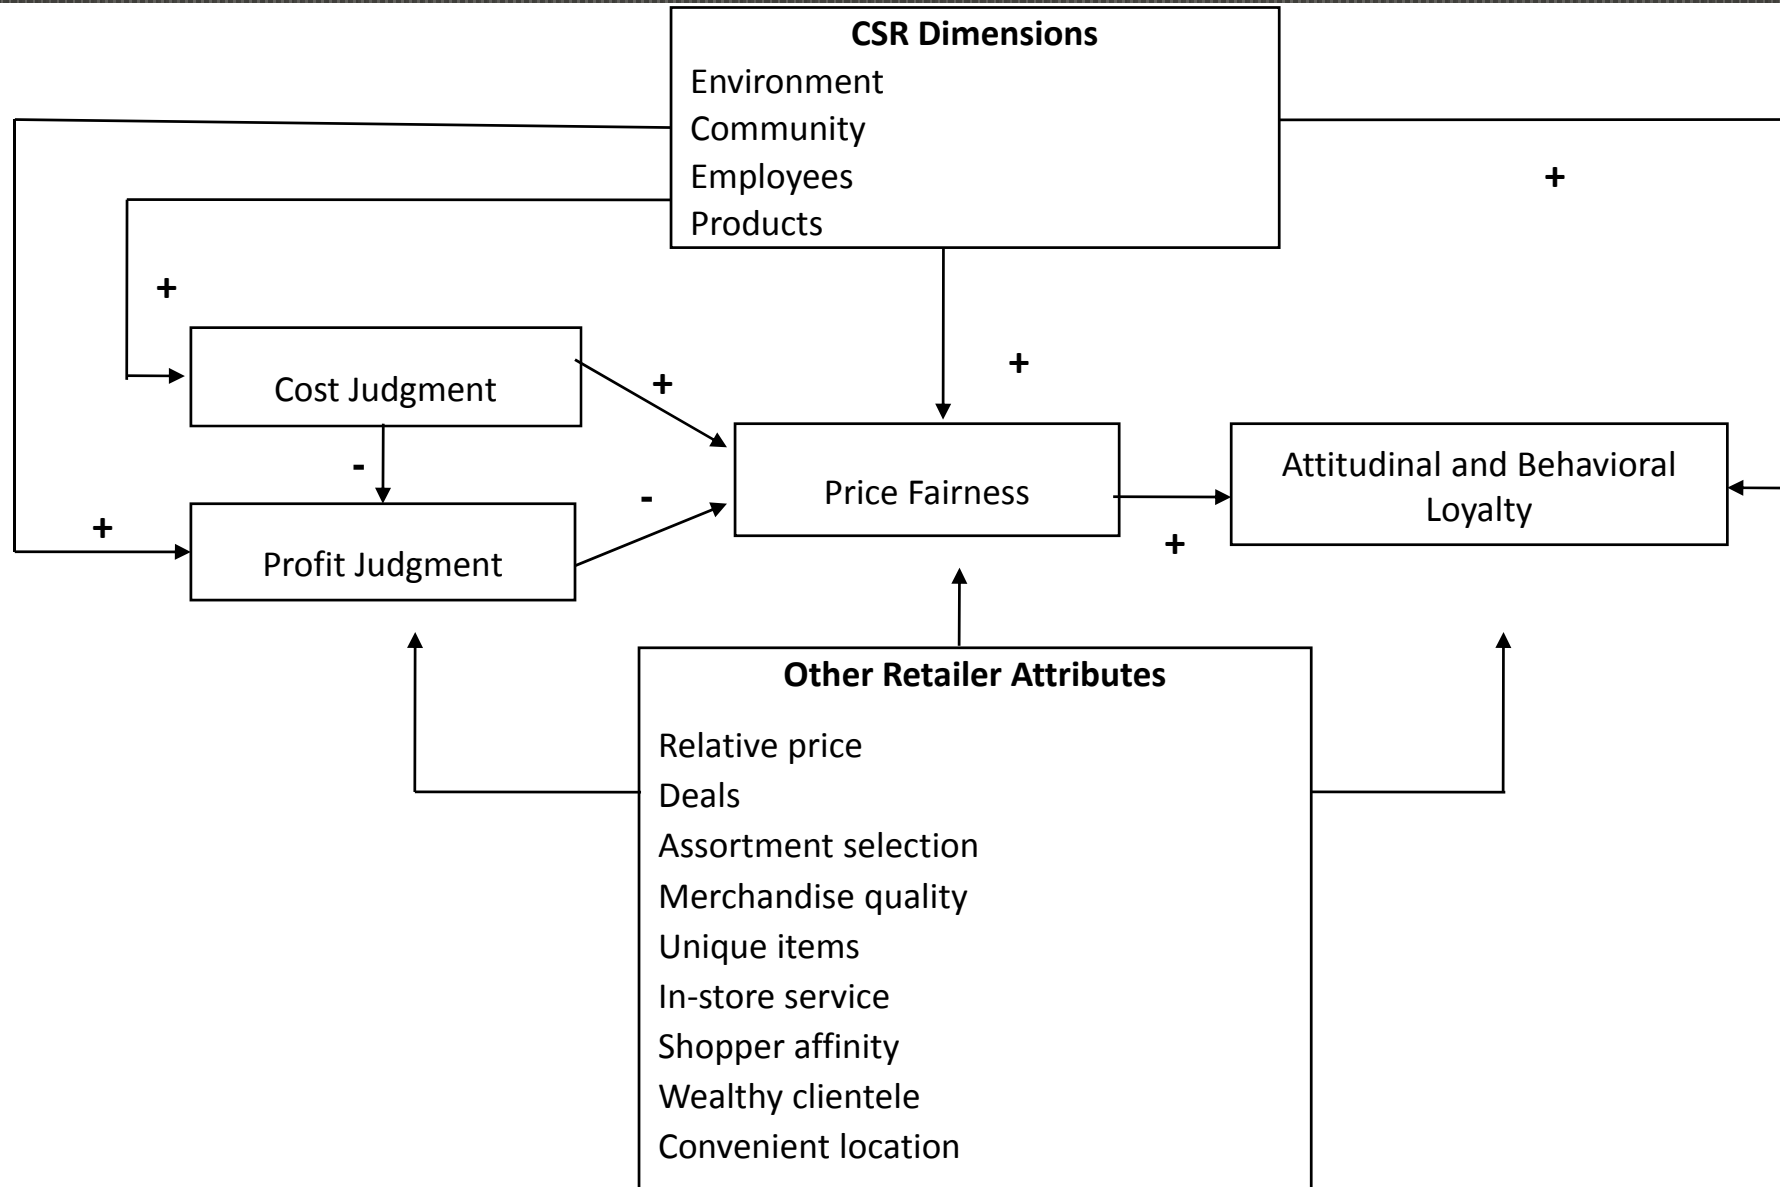 CSR Dimensions
Environment
Community
Employees
Products
+
+
Cost Judgment
+
+
-
Price Fairness
Attitudinal and Behavioral
Loyalty
-
+
Profit Judgment
+
Other Retailer Attributes
Relative price
Deals
Assortment selection
Merchandise quality
Unique items
In-store service
Shopper affinity
Wealthy clientele
Convenient location